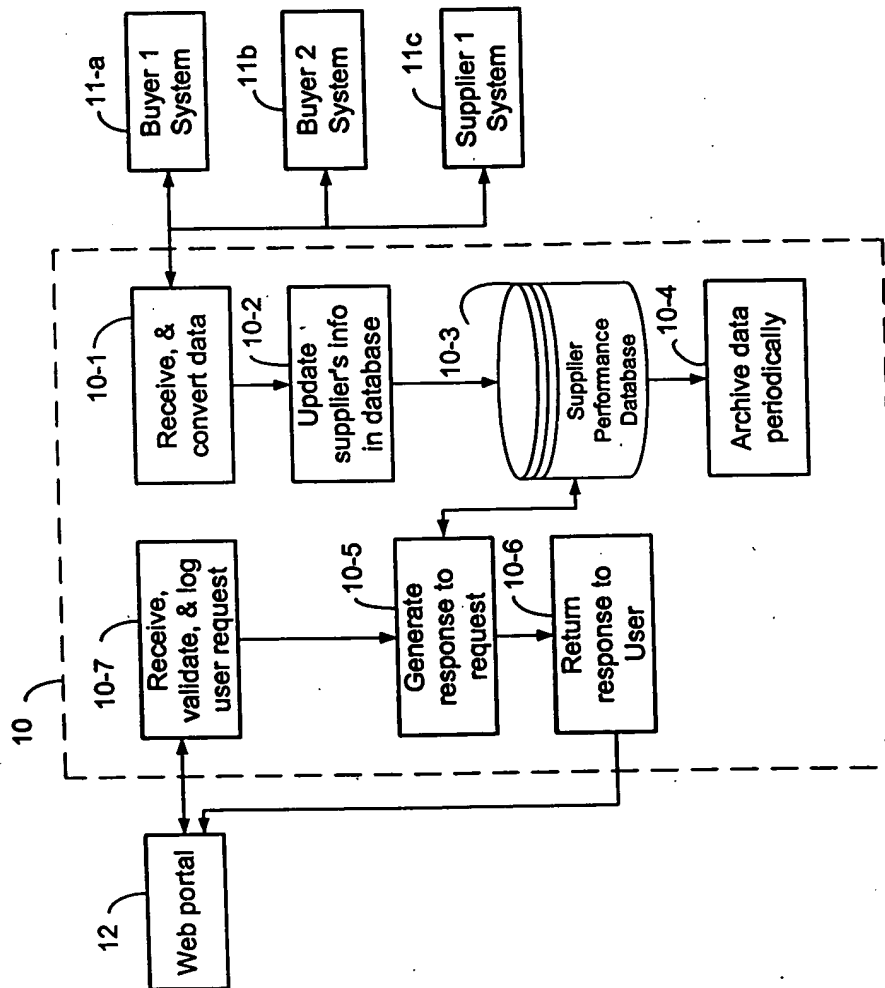 10
12
Web portal
10-7
Receive,
validate, & log
user request
10-1
Receive, &
convert data
11-a
Buyer 1
System
10-2
Update
supplier's info
in database
11b
Buyer 2
System
10-5
Generate
response to
request
10-3
Supplier
Performance
Database
11c
Supplier 1
System
10-6
Return
response to
User
10-4
Archive data
periodically